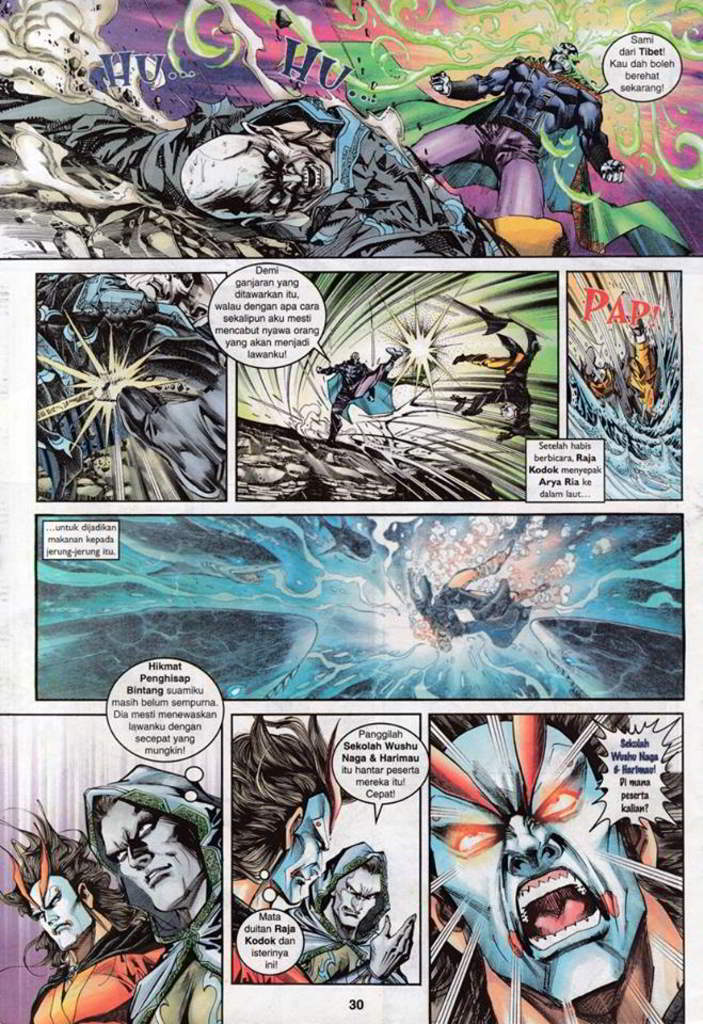 HU...
HU...
Sami
dari Tibet!
Kau dah boleh
berehat
sekarang!
Demi
ganjaran yang
ditawarkan itu,
walau dengan apa cara
sekalipun aku mesti
mencabut nyawa orang
yang akan menjadi
lawanku!
PAP!
Setelah habis
berbicara, Raja
Kodok menyepak
Arya Ria ke
dalam laut...
...untuk dijadikan
makanan kepada
jerung-jerung itu.
Hikmat
Penghisap
Bintang suamiku
masih belum sempurna.
Dia mesti menewaskan
lawanku dengan
secepat yang
mungkin!
Panggilah
Sekolah Wushu
Naga & Harimau
itu hantar peserta
mereka itu!
Cepat!
Mata
duitan Raja
Kodok dan
isterinya
ini!
Sekolah
Wushu Naga
& Harimau!
Di mana
peserta
kalian?
30